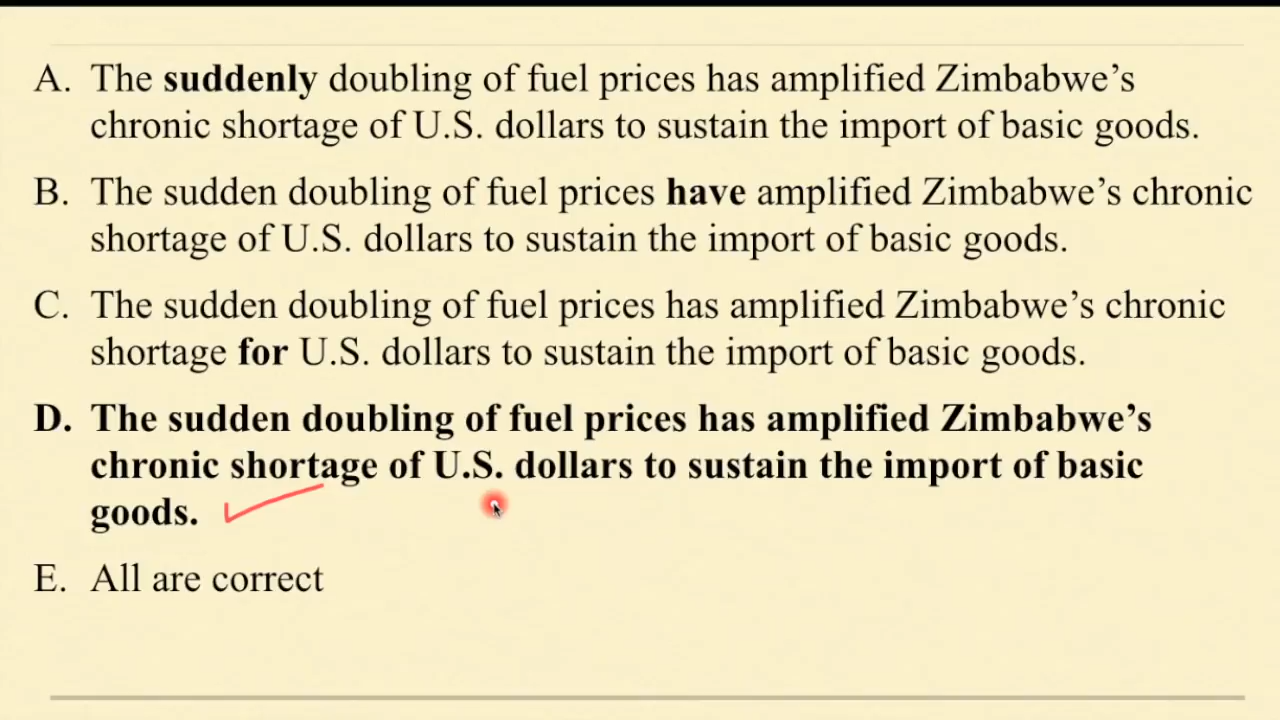 A. The suddenly doubling of fuel prices has amplified Zimbabwe’s
chronic shortage of U.S. dollars to sustain the import of basic goods.
B. The sudden doubling of fuel prices have amplified Zimbabwe’s chronic
shortage of U.S. dollars to sustain the import of basic goods.
C. The sudden doubling of fuel prices has amplified Zimbabwe’s chronic
shortage for U.S. dollars to sustain the import of basic goods.
D. The sudden doubling of fuel prices has amplified Zimbabwe’s
chronic shortage of U.S. dollars to sustain the import of basic
goods.
E. All are correct